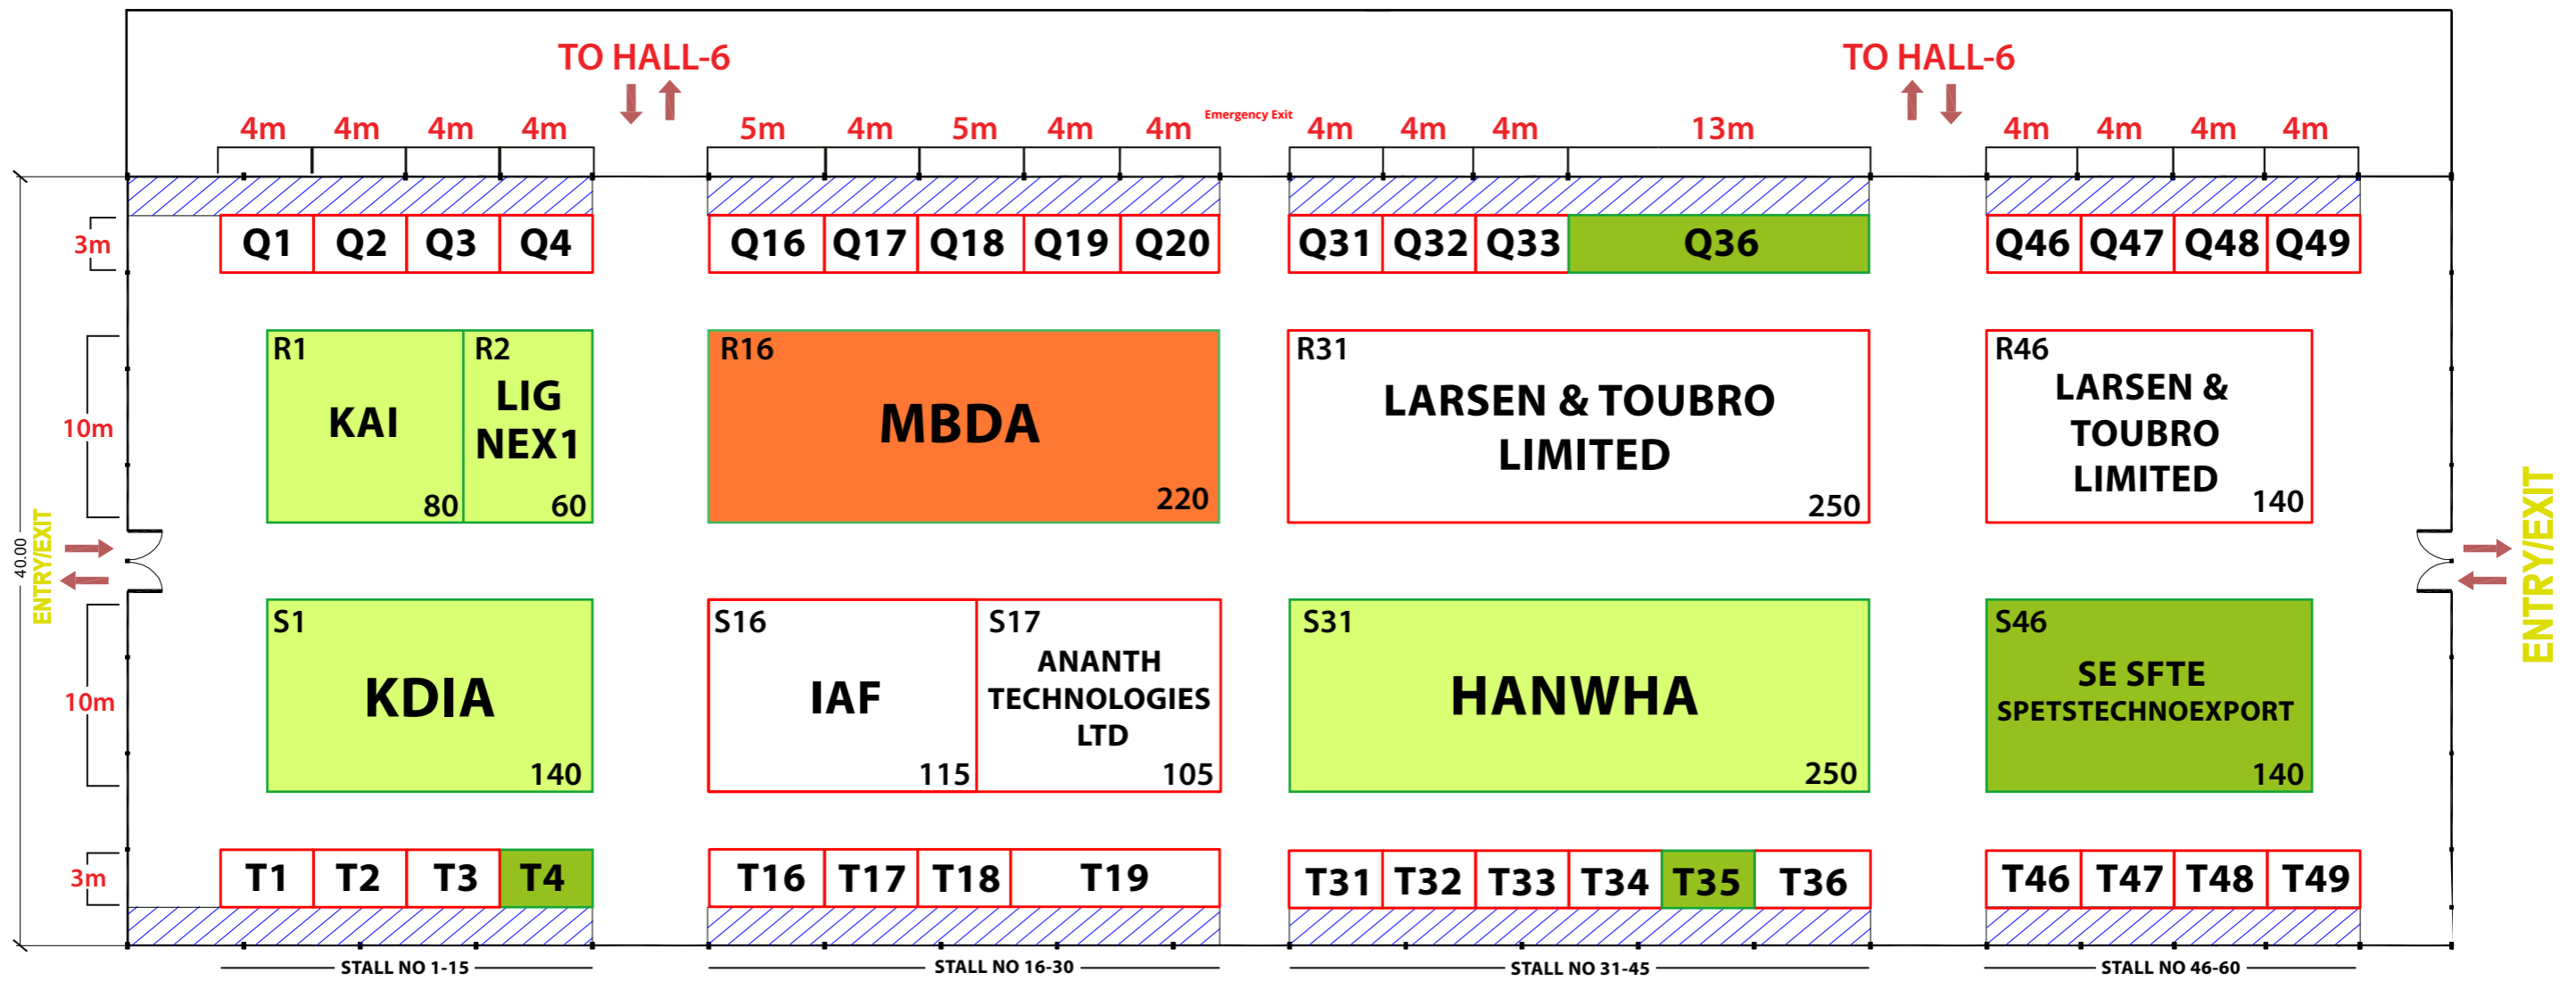 TO HALL-6
TO HALL-6
Emergency Exit
4m 4m 4m 4m
5m 4m 5m 4m 4m
4m 4m 4m 13m
4m 4m 4m 4m
3m
Q1 Q2 Q3 Q4
Q16 Q17 Q18 Q19 Q20
Q31 Q32 Q33 Q36
Q46 Q47 Q48 Q49
10m
R1
KAI
80
R2
LIG
NEX1
60
R16
MBDA
220
R31
LARSEN & TOUBRO
LIMITED
250
R46
LARSEN &
TOUBRO
LIMITED
140
40.00
ENTRY/EXIT
ENTRY/EXIT
10m
S1
KDIA
140
S16
IAF
115
S17
ANANTH
TECHNOLOGIES
LTD
105
S31
HANWHA
250
S46
SE SFTE
SPETSTECHNOEXPORT
140
3m
T1 T2 T3 T4
T16 T17 T18 T19
T31 T32 T33 T34 T35 T36
T46 T47 T48 T49
STALL NO 1-15
STALL NO 16-30
STALL NO 31-45
STALL NO 46-60